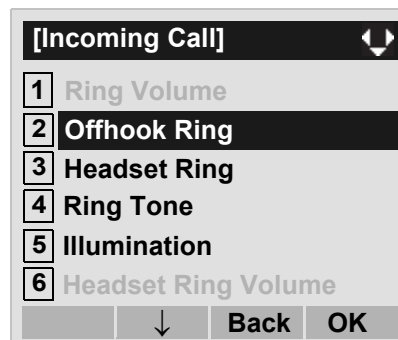 [Incoming Call]
1 Ring Volume
2 Offhook Ring
3 Headset Ring
4 Ring Tone
5 Illumination
6 Headset Ring Volume
↓ Back OK